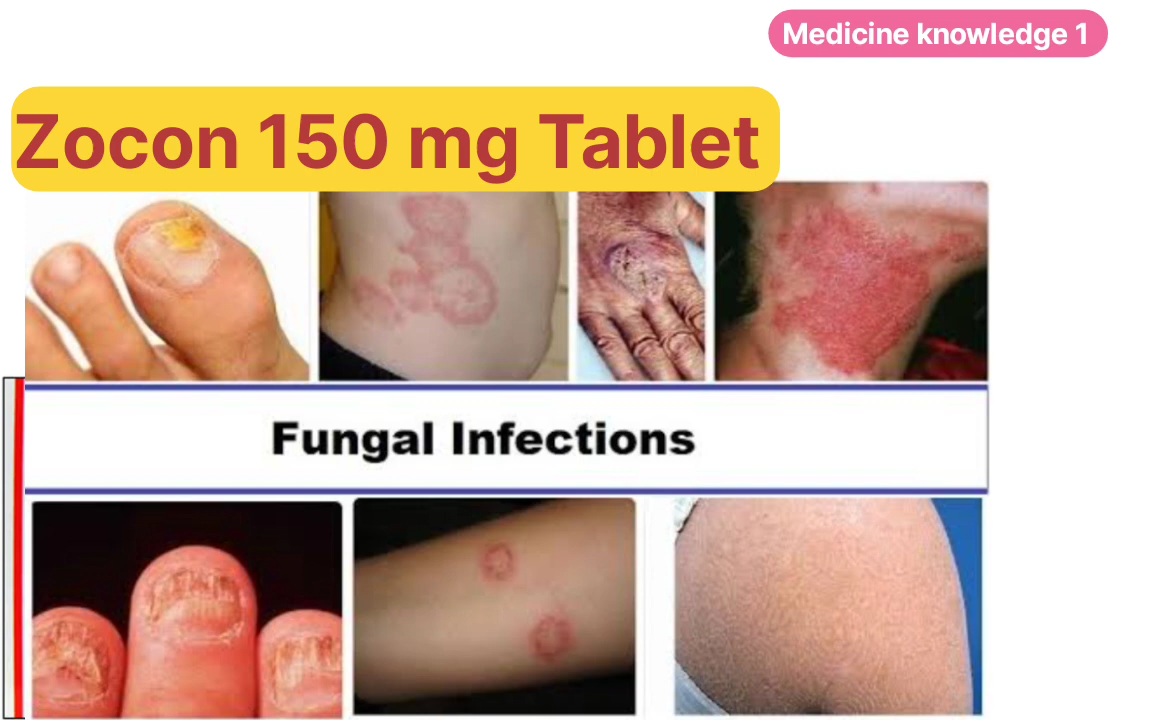 Medicine knowledge 1
Zocon 150 mg Tablet
Fungal Infections